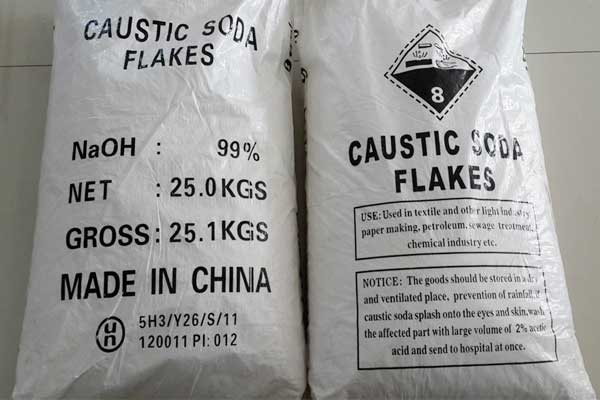 CAUSTIC SODA
FLAKES
NaOH : 99%
NET : 25.0KGS
GROSS: 25.1KGS
MADE IN CHINA
UN
5H3/Y26/S/11
120011 PI: 012
8
CAUSTIC SODA
FLAKES
USE: Used in textile and other light industry
paper making, petroleum, sewage treatment,
chemical industry etc.
NOTICE: The goods should be stored in a dry
and ventilated place, prevention of rainfall, if
caustic soda splash onto the eyes and skin, wash
the affected part with large volume of 2% acetic
acid and send to hospital at once.